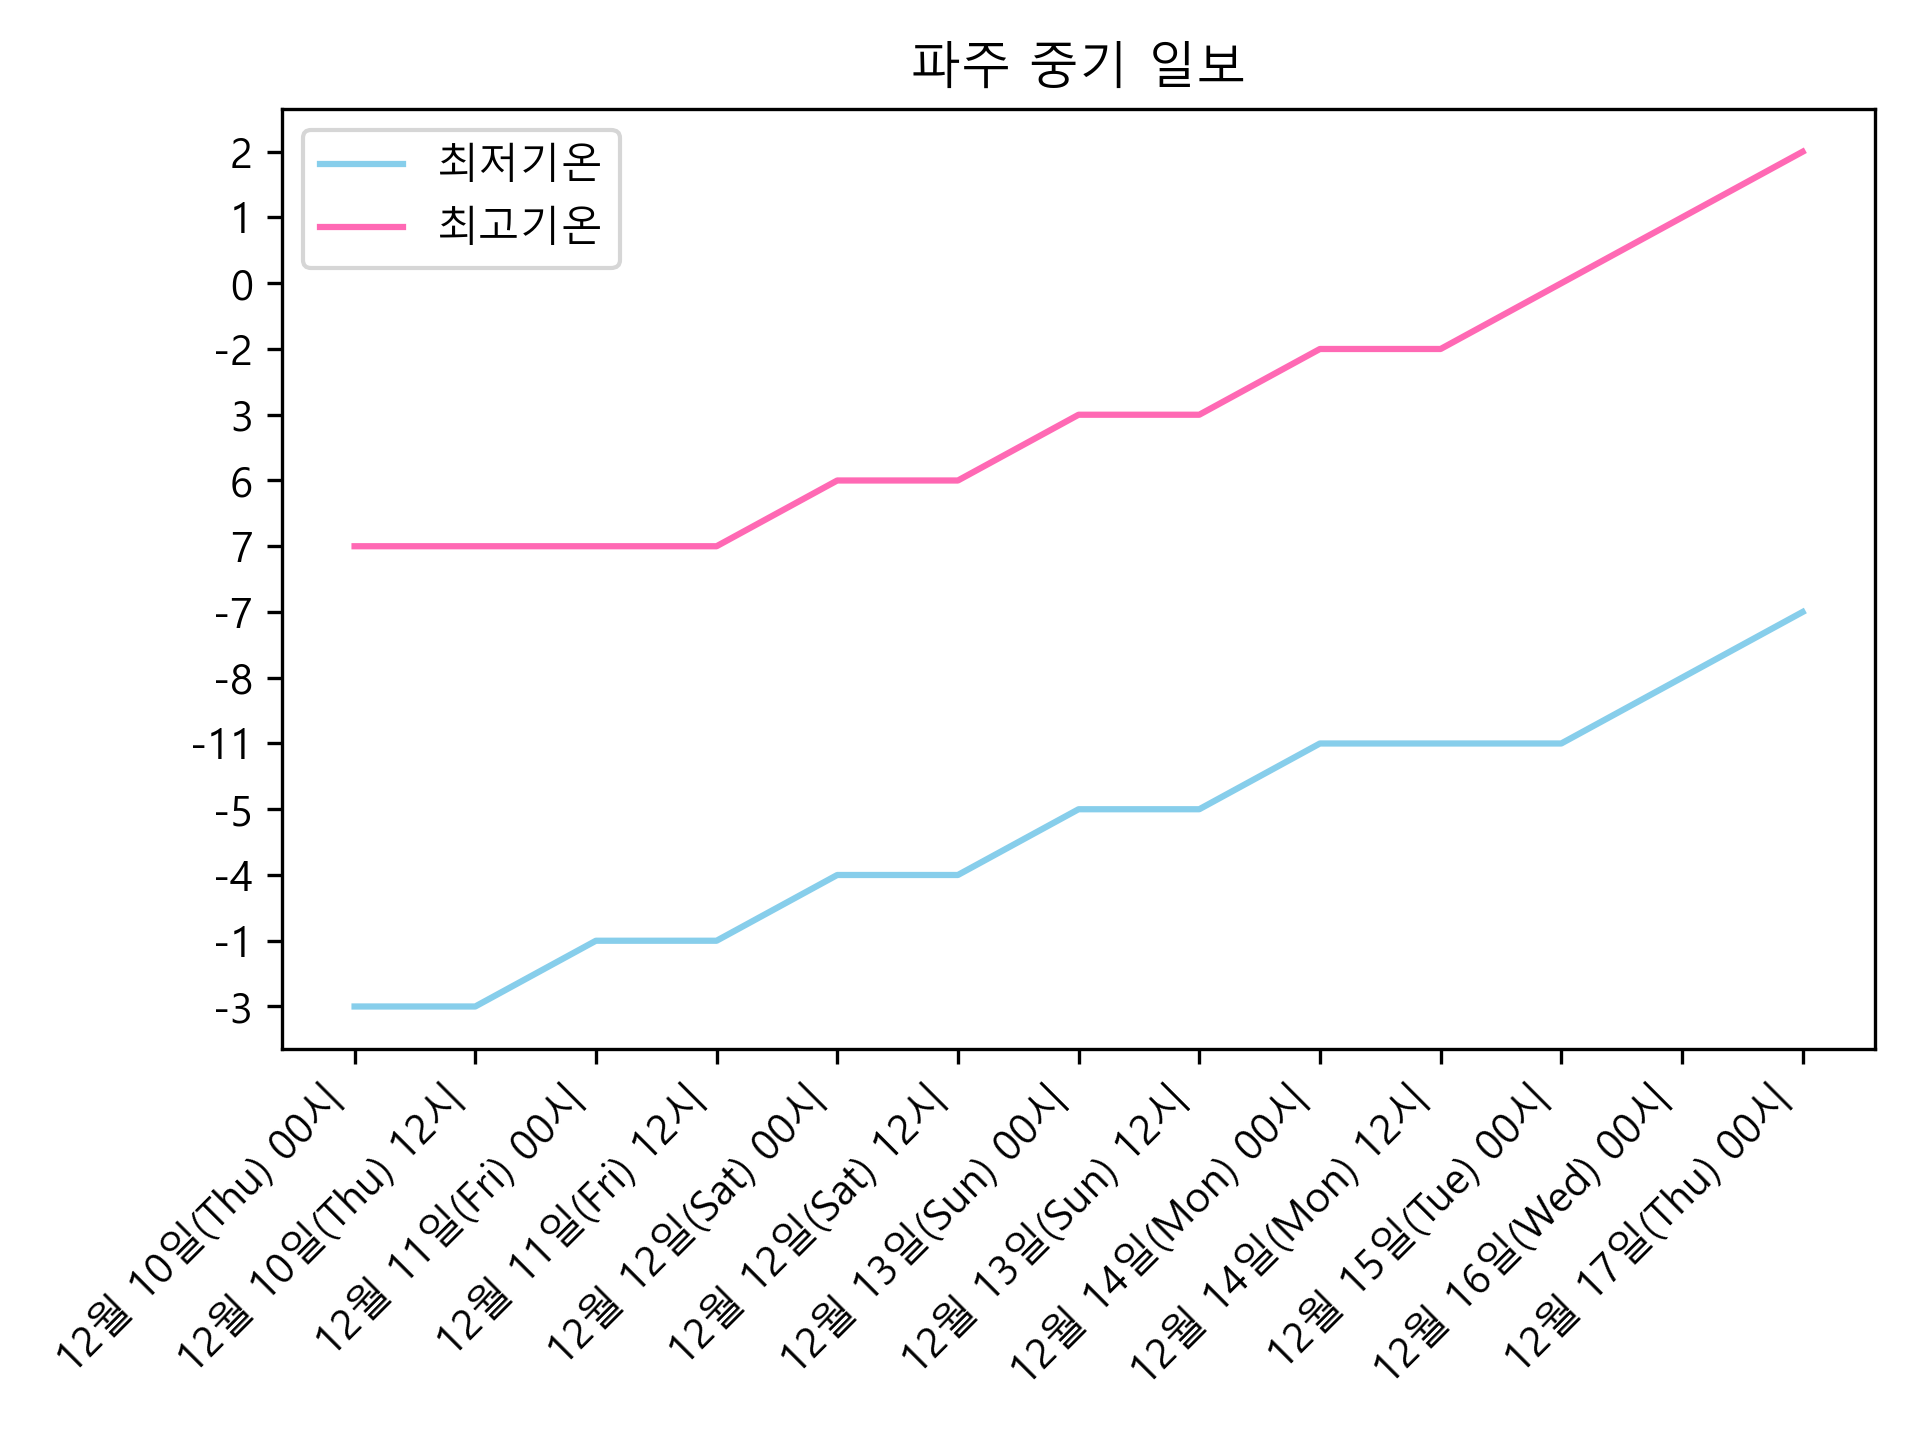 파주 중기 일보
최저기온
최고기온
2
1
0
-2
3
6
7
-7
-8
-11
-5
-4
-1
-3
12월 10일(Thu) 00시
12월 10일(Thu) 12시
12월 11일(Fri) 00시
12월 11일(Fri) 12시
12월 12일(Sat) 00시
12월 12일(Sat) 12시
12월 13일(Sun) 00시
12월 13일(Sun) 12시
12월 14일(Mon) 00시
12월 14일(Mon) 12시
12월 15일(Tue) 00시
12월 16일(Wed) 00시
12월 17일(Thu) 00시